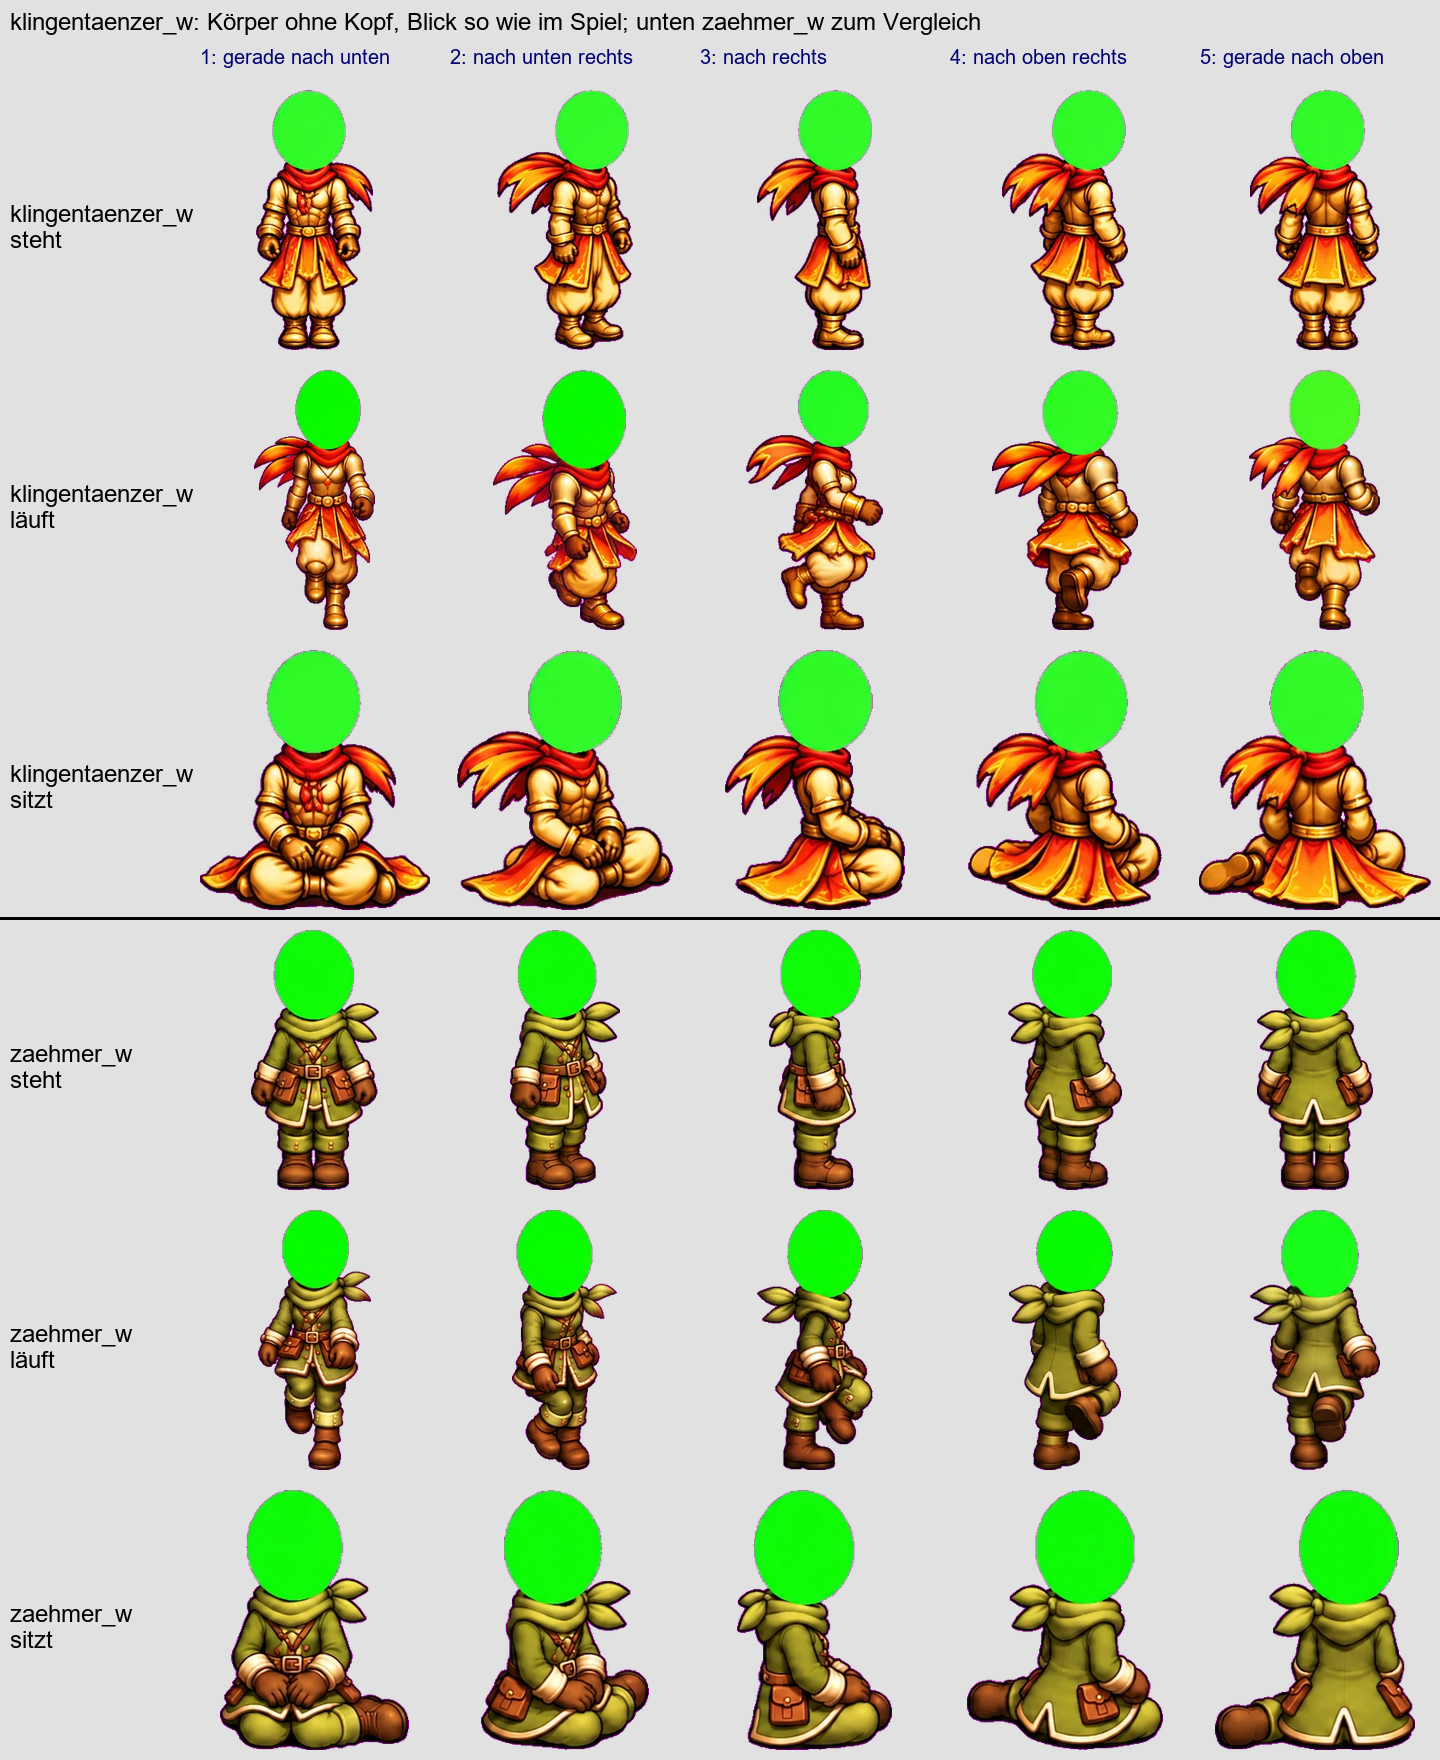 klingentaenzer_w: Körper ohne Kopf, Blick so wie im Spiel; unten zaehmer_w zum Vergleich
1: gerade nach unten
2: nach unten rechts
3: nach rechts
4: nach oben rechts
5: gerade nach oben
klingentaenzer_w
steht
klingentaenzer_w
läuft
klingentaenzer_w
sitzt
zaehmer_w
steht
zaehmer_w
läuft
zaehmer_w
sitzt